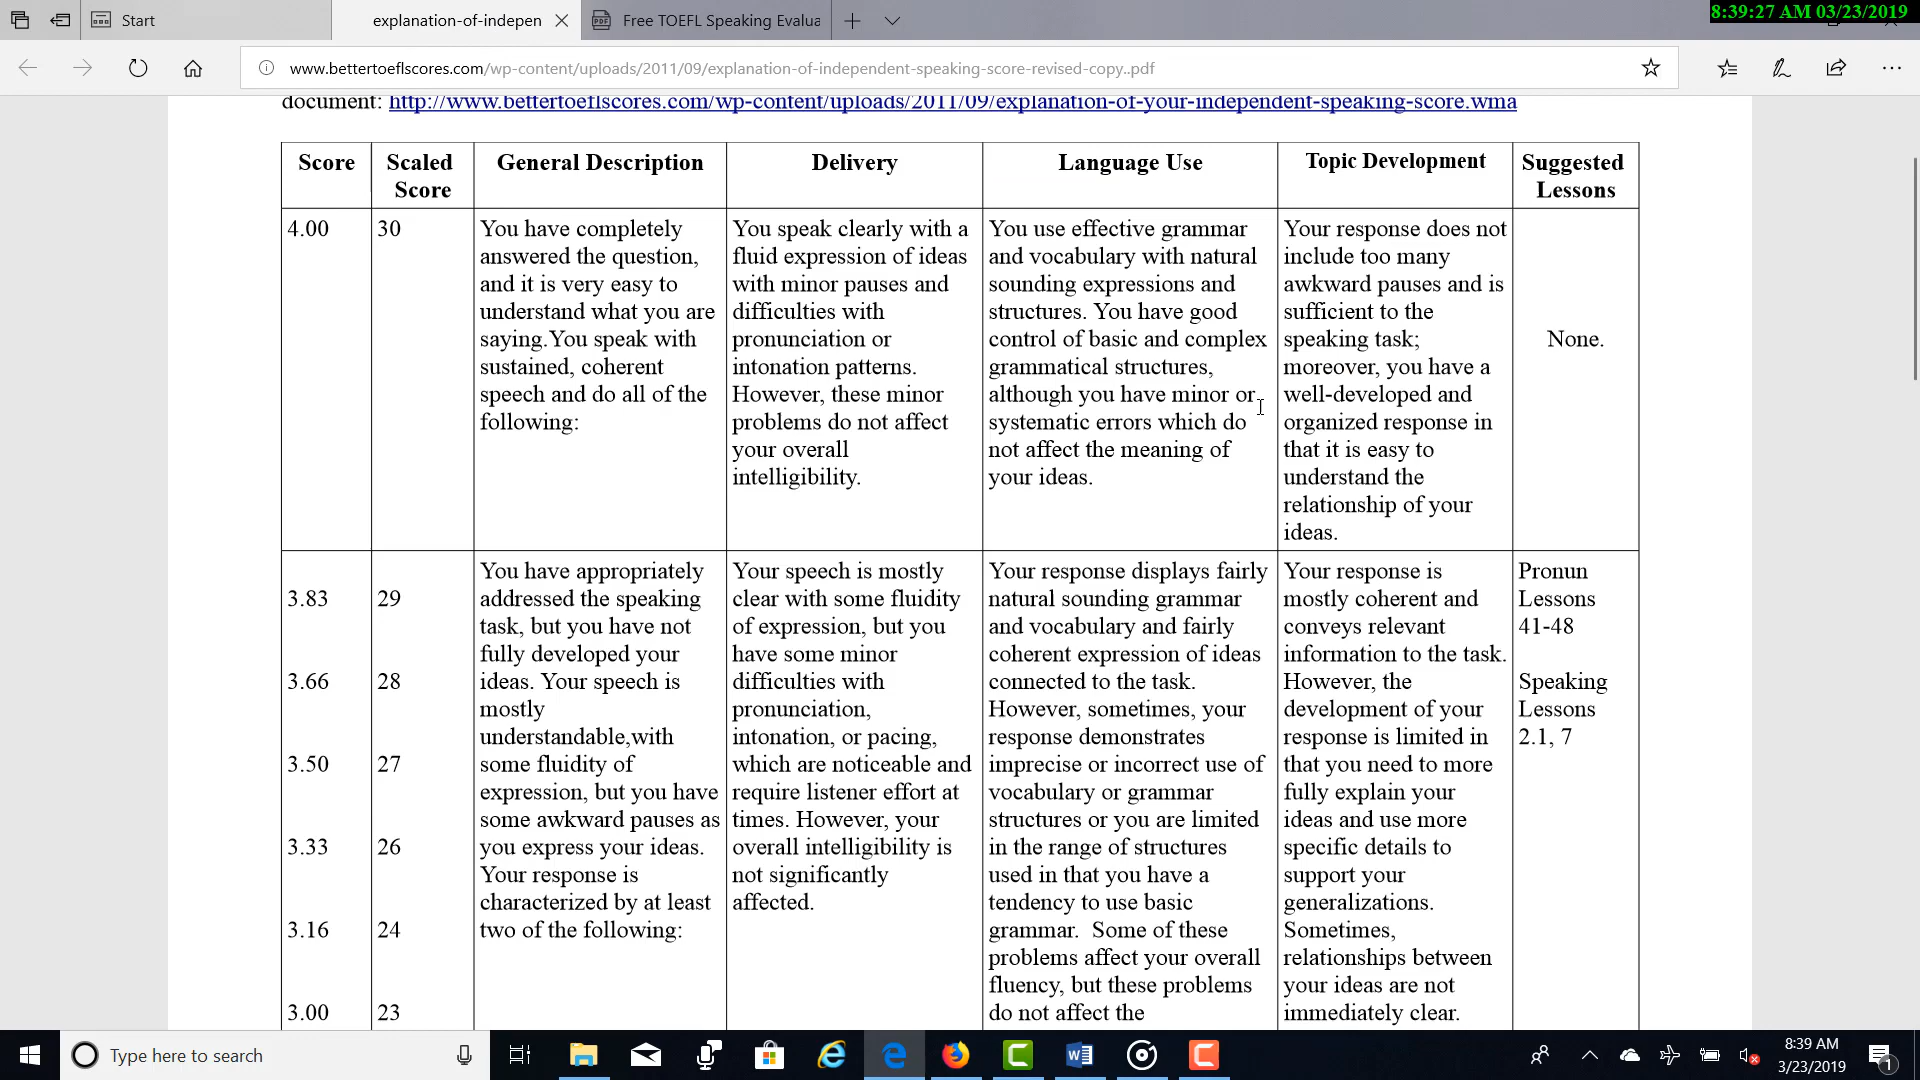 Start
explanation-of-indepen
Free TOEFL Speaking Evalua
8:39:27 AM 03/23/2019
www.bettertoeflscores.com/wp-content/uploads/2011/09/explanation-of-independent-speaking-score-revised-copy..pdf
document: http://www.bettertoeflscores.com/wp-content/uploads/2011/09/explanation-of-your-independent-speaking-score.wma
Score
Scaled
Score
General Description
Delivery
Language Use
Topic Development
Suggested
Lessons
4.00
30
You have completely
answered the question,
and it is very easy to
understand what you are
saying.You speak with
sustained, coherent
speech and do all of the
following:
You speak clearly with a
fluid expression of ideas
with minor pauses and
difficulties with
pronunciation or
intonation patterns.
However, these minor
problems do not affect
your overall
intelligibility.
You use effective grammar
and vocabulary with natural
sounding expressions and
structures. You have good
control of basic and complex
grammatical structures,
although you have minor or
systematic errors which do
not affect the meaning of
your ideas.
Your response does not
include too many
awkward pauses and is
sufficient to the
speaking task;
moreover, you have a
well-developed and
organized response in
that it is easy to
understand the
relationship of your
ideas.
None.
3.83
29
3.66
28
3.50
27
3.33
26
3.16
24
3.00
23
You have appropriately
addressed the speaking
task, but you have not
fully developed your
ideas. Your speech is
mostly
understandable,with
some fluidity of
expression, but you have
some awkward pauses as
you express your ideas.
Your response is
characterized by at least
two of the following:
Your speech is mostly
clear with some fluidity
of expression, but you
have some minor
difficulties with
pronunciation,
intonation, or pacing,
which are noticeable and
require listener effort at
times. However, your
overall intelligibility is
not significantly
affected.
Your response displays fairly
natural sounding grammar
and vocabulary and fairly
coherent expression of ideas
connected to the task.
However, sometimes, your
response demonstrates
imprecise or incorrect use of
vocabulary or grammar
structures or you are limited
in the range of structures
used in that you have a
tendency to use basic
grammar.  Some of these
problems affect your overall
fluency, but these problems
do not affect the
Your response is
mostly coherent and
conveys relevant
information to the task.
However, the
development of your
response is limited in
that you need to more
fully explain your
ideas and use more
specific details to
support your
generalizations.
Sometimes,
relationships between
your ideas are not
immediately clear.
Pronun
Lessons
41-48
Speaking
Lessons
2.1, 7
Type here to search
8:39 AM
3/23/2019
1